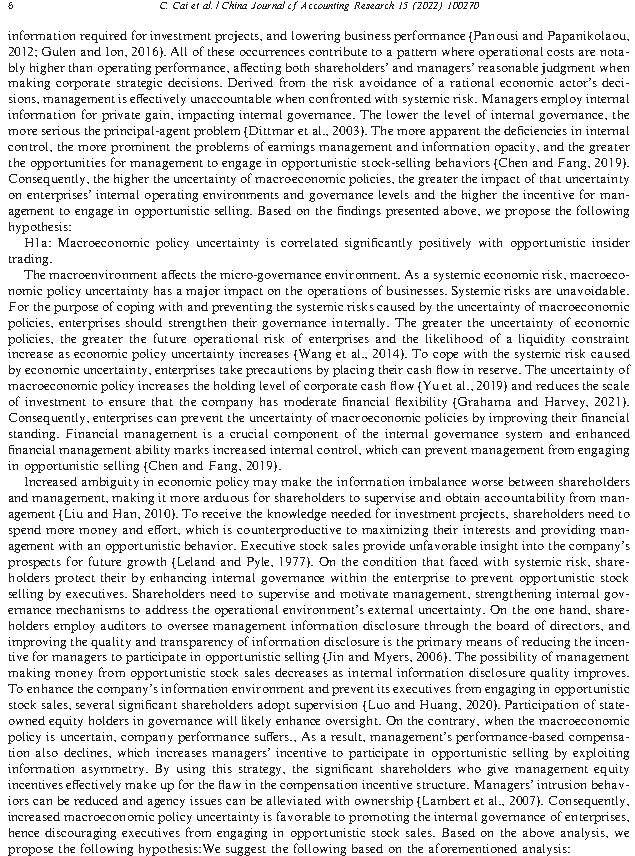 6 C. Cai et al. / China Journal of Accounting Research 15 (2022) 100270
information required for investment projects, and lowering business performance (Panousi and Papanikolaou,
2012; Gulen and Ion, 2016). All of these occurrences contribute to a pattern where operational costs are nota-
bly higher than operating performance, affecting both shareholders' and managers' reasonable judgment when
making corporate strategic decisions. Derived from the risk avoidance of a rational economic actor's deci-
sions, management is effectively unaccountable when confronted with systemic risk. Managers employ internal
information for private gain, impacting internal governance. The lower the level of internal governance, the
more serious the principal-agent problem (Dittmar et al., 2003). The more apparent the deficiencies in internal
control, the more prominent the problems of earnings management and information opacity, and the greater
the opportunities for management to engage in opportunistic stock-selling behaviors (Chen and Fang, 2019).
Consequently, the higher the uncertainty of macroeconomic policies, the greater the impact of that uncertainty
on enterprises' internal operating environments and governance levels and the higher the incentive for man-
agement to engage in opportunistic selling. Based on the findings presented above, we propose the following
hypothesis:
H1a: Macroeconomic policy uncertainty is correlated significantly positively with opportunistic insider
trading.
The macroenvironment affects the micro-governance environment. As a systemic economic risk, macroeco-
nomic policy uncertainty has a major impact on the operations of businesses. Systemic risks are unavoidable.
For the purpose of coping with and preventing the systemic risks caused by the uncertainty of macroeconomic
policies, enterprises should strengthen their governance internally. The greater the uncertainty of economic
policies, the greater the future operational risk of enterprises and the likelihood of a liquidity constraint
increase as economic policy uncertainty increases (Wang et al., 2014). To cope with the systemic risk caused
by economic uncertainty, enterprises take precautions by placing their cash flow in reserve. The uncertainty of
macroeconomic policy increases the holding level of corporate cash flow (Yu et al., 2019) and reduces the scale
of investment to ensure that the company has moderate financial flexibility (Grahama and Harvey, 2021).
Consequently, enterprises can prevent the uncertainty of macroeconomic policies by improving their financial
standing. Financial management is a crucial component of the internal governance system and enhanced
financial management ability marks increased internal control, which can prevent management from engaging
in opportunistic selling (Chen and Fang, 2019).
Increased ambiguity in economic policy may make the information imbalance worse between shareholders
and management, making it more arduous for shareholders to supervise and obtain accountability from man-
agement (Liu and Han, 2010). To receive the knowledge needed for investment projects, shareholders need to
spend more money and effort, which is counterproductive to maximizing their interests and providing man-
agement with an opportunistic behavior. Executive stock sales provide unfavorable insight into the company's
prospects for future growth (Leland and Pyle, 1977). On the condition that faced with systemic risk, share-
holders protect their by enhancing internal governance within the enterprise to prevent opportunistic stock
selling by executives. Shareholders need to supervise and motivate management, strengthening internal gov-
ernance mechanisms to address the operational environment's external uncertainty. On the one hand, share-
holders employ auditors to oversee management information disclosure through the board of directors, and
improving the quality and transparency of information disclosure is the primary means of reducing the incen-
tive for managers to participate in opportunistic selling (Jin and Myers, 2006). The possibility of management
making money from opportunistic stock sales decreases as internal information disclosure quality improves.
To enhance the company's information environment and prevent its executives from engaging in opportunistic
stock sales, several significant shareholders adopt supervision (Luo and Huang, 2020). Participation of state-
owned equity holders in governance will likely enhance oversight. On the contrary, when the macroeconomic
policy is uncertain, company performance suffers., As a result, management's performance-based compensa-
tion also declines, which increases managers' incentive to participate in opportunistic selling by exploiting
information asymmetry. By using this strategy, the significant shareholders who give management equity
incentives effectively make up for the flaw in the compensation incentive structure. Managers' intrusion behav-
iors can be reduced and agency issues can be alleviated with ownership (Lambert et al., 2007). Consequently,
increased macroeconomic policy uncertainty is favorable to promoting the internal governance of enterprises,
hence discouraging executives from engaging in opportunistic stock sales. Based on the above analysis, we
propose the following hypothesis:We suggest the following based on the aforementioned analysis: